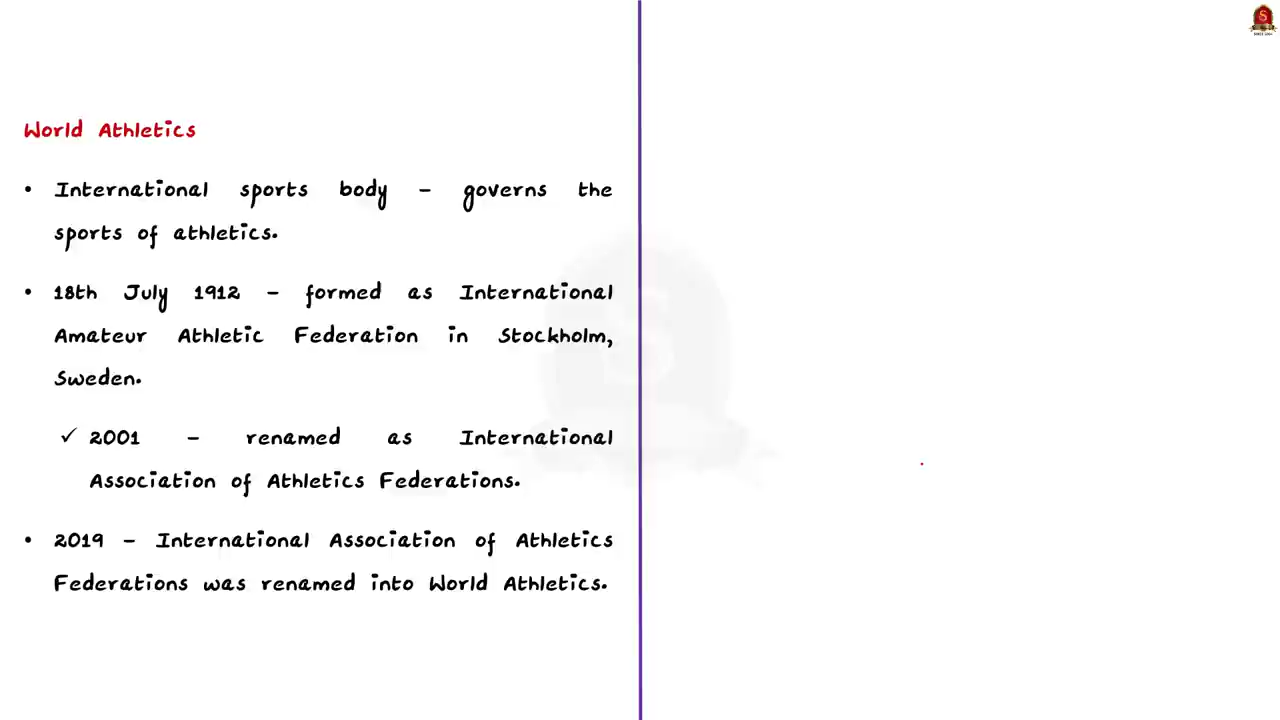 World Athletics
• International sports body – governs the
sports of athletics.
• 18th July 1912 – formed as International
Amateur Athletic Federation in Stockholm,
Sweden.
✓ 2001 – renamed as International
Association of Athletics Federations.
• 2019 – International Association of Athletics
Federations was renamed into World Athletics.
S